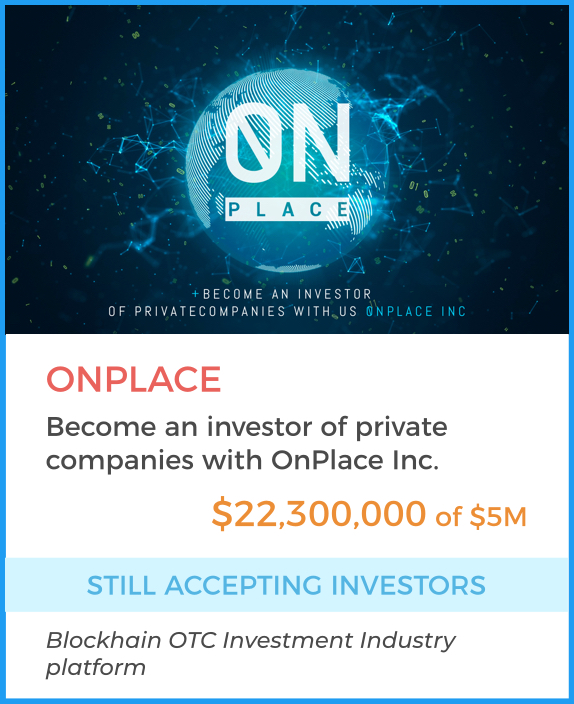 ON
PLACE
+BECOME AN INVESTOR
OF PRIVATECOMPANIES WITH US ONPLACE INC
ONPLACE
Become an investor of private
companies with OnPlace Inc.
$22,300,000 of $5M
STILL ACCEPTING INVESTORS
Blockhain OTC Investment Industry
platform